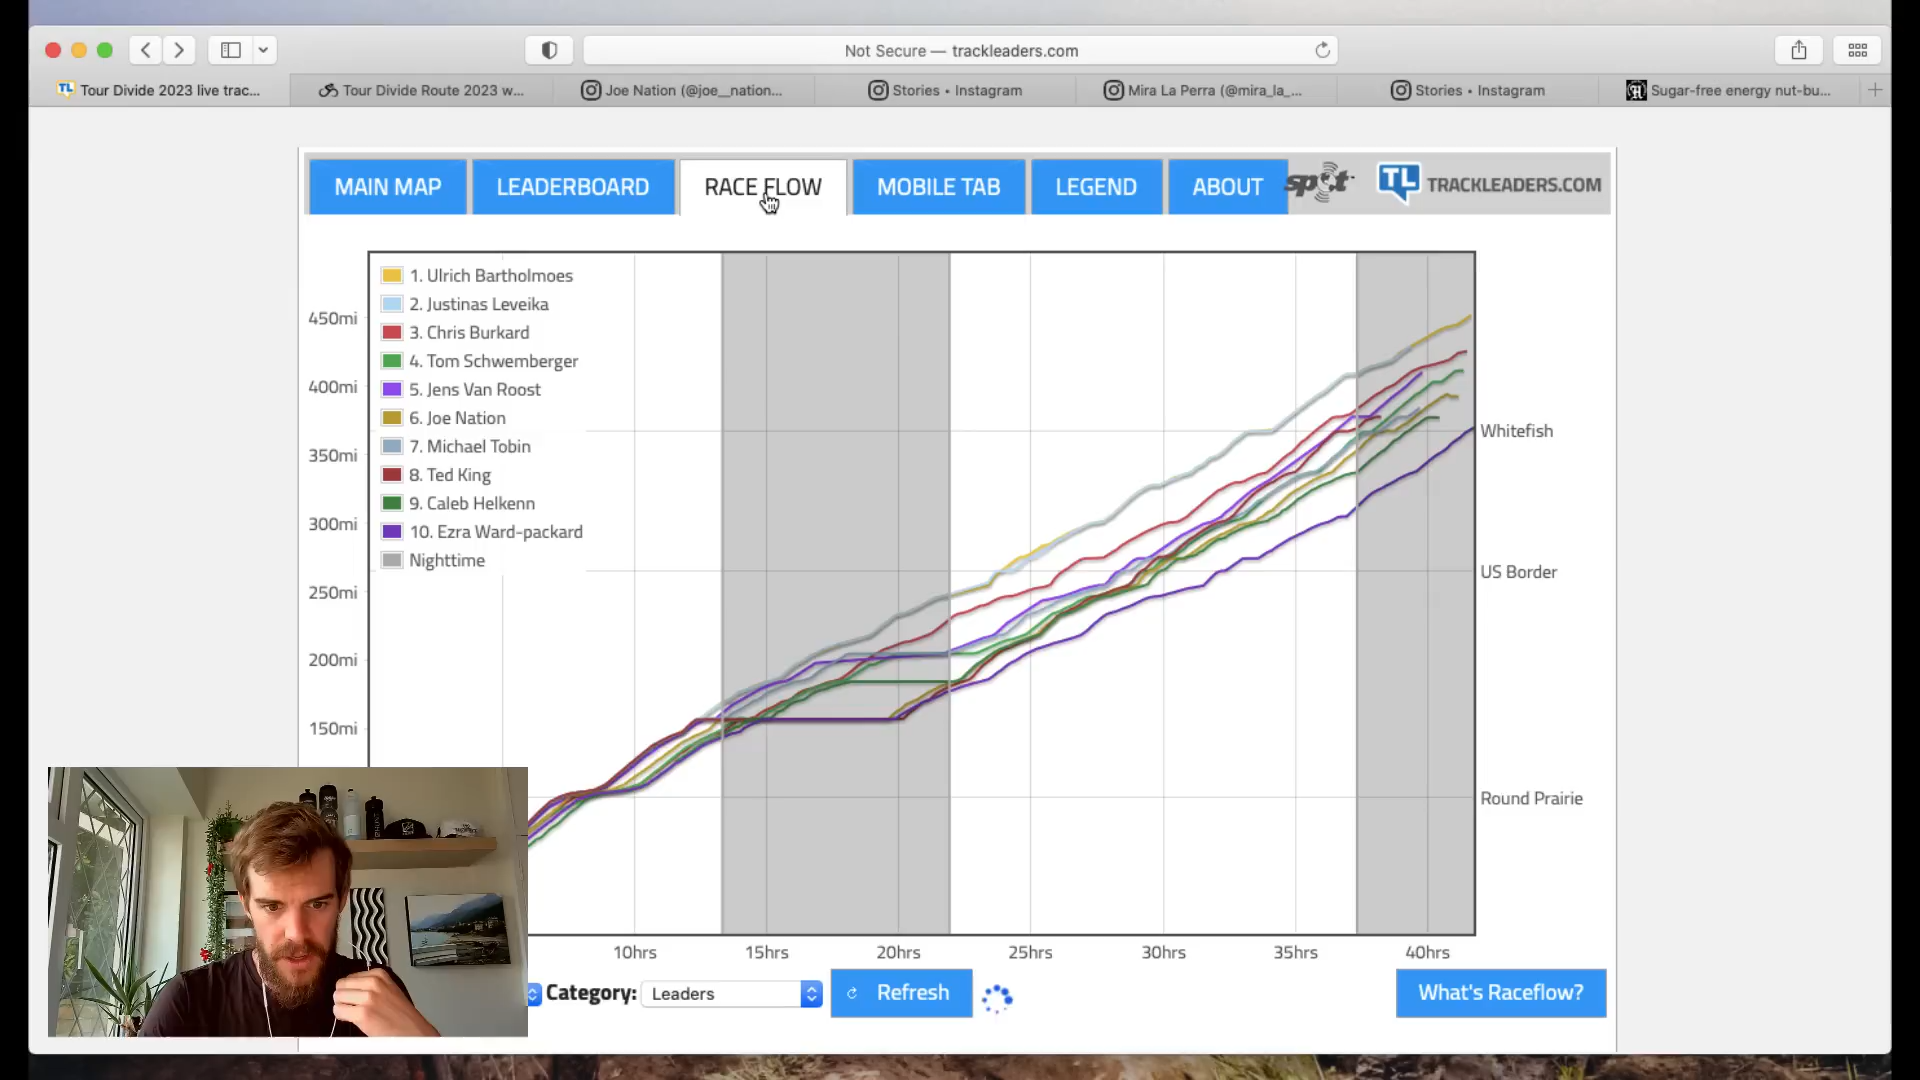 Not Secure — trackleaders.com
Tour Divide 2023 live trac...
Tour Divide Route 2023 w...
Joe Nation (@joe__nation...
Stories • Instagram
Mira La Perra (@mira_la_...
Stories • Instagram
Sugar-free energy nut-bu...
MAIN MAP
LEADERBOARD
RACE FLOW
MOBILE TAB
LEGEND
ABOUT
spot
TL
TRACKLEADERS.COM
1. Ulrich Bartholmoes
2. Justinas Leveika
3. Chris Burkard
4. Tom Schwemberger
5. Jens Van Roost
6. Joe Nation
7. Michael Tobin
8. Ted King
9. Caleb Helkenn
10. Ezra Ward-packard
Nighttime
450mi
400mi
350mi
300mi
250mi
200mi
150mi
Whitefish
US Border
Round Prairie
10hrs
15hrs
20hrs
25hrs
30hrs
35hrs
40hrs
Category:
Leaders
Refresh
What's Raceflow?